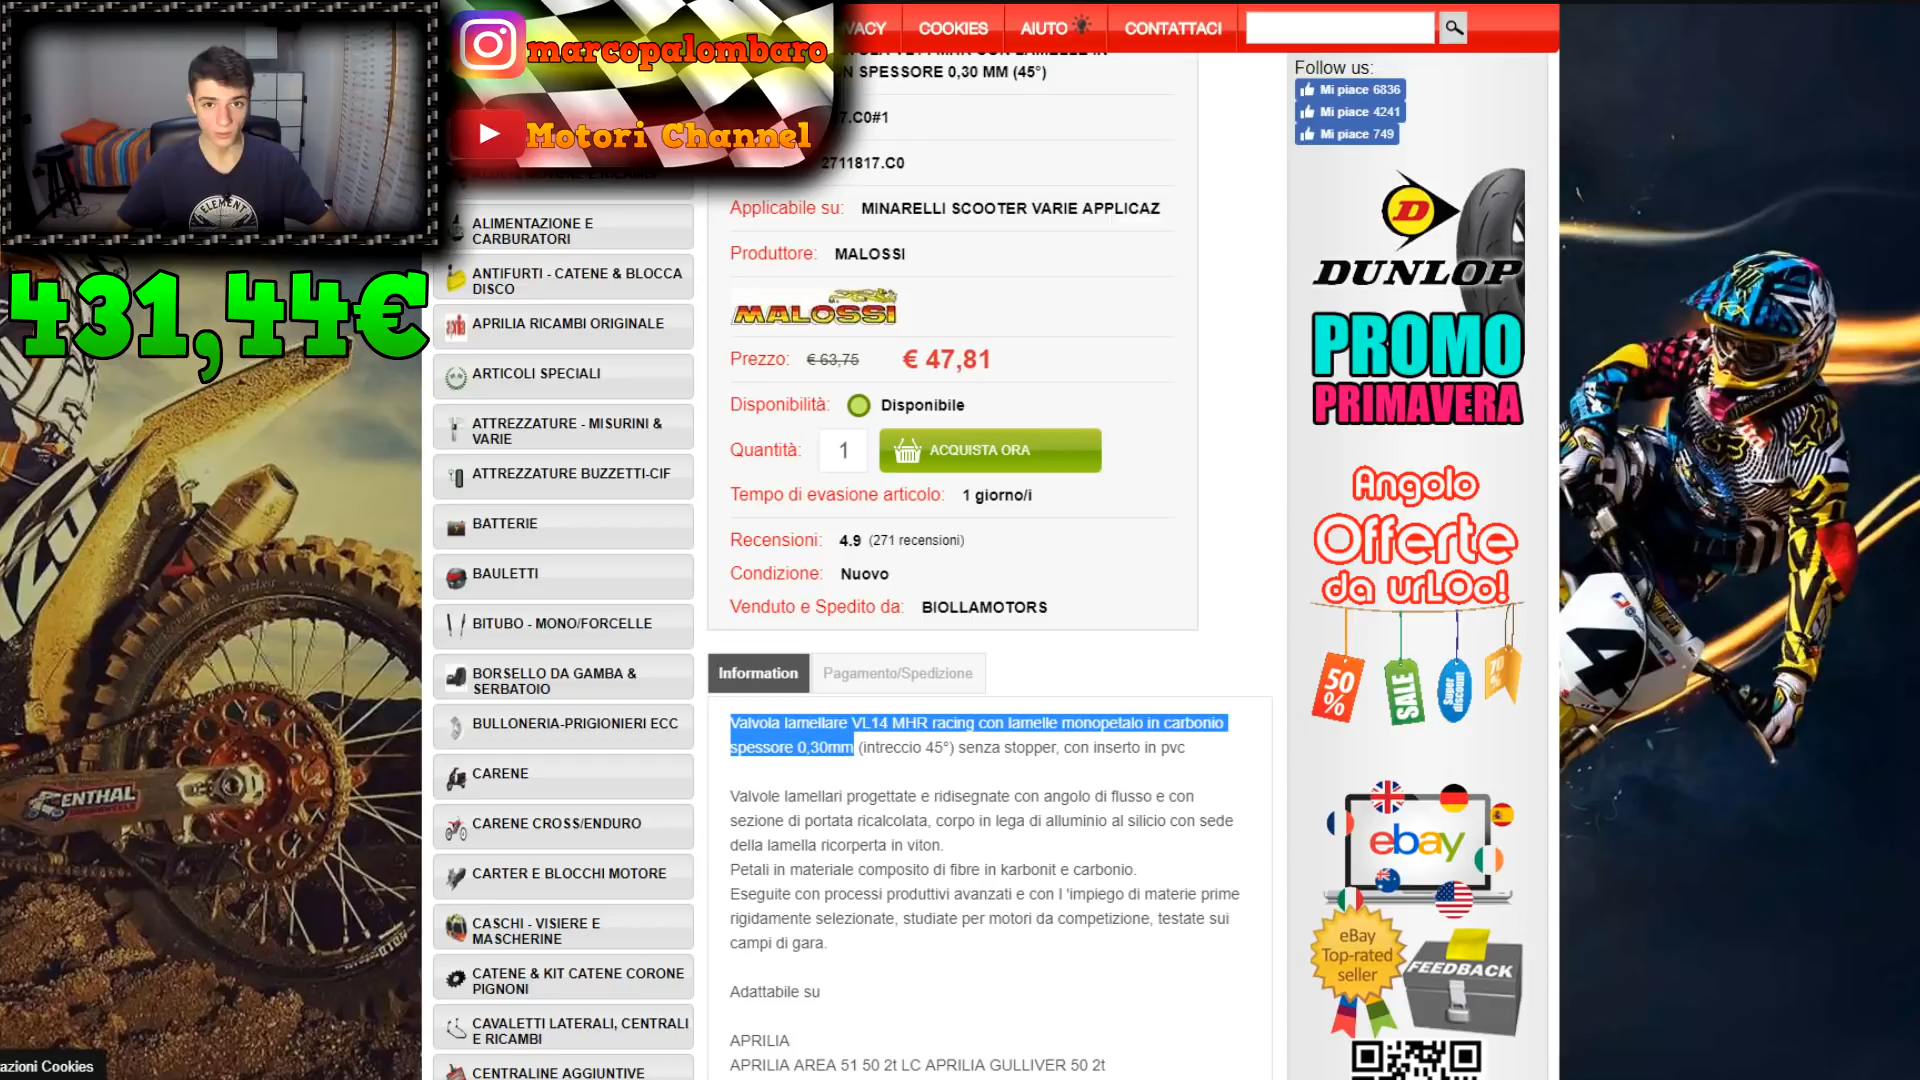 marcopalombaro
Motori Channel
ELEMENT
431,44€
COOKIES
AIUTO
CONTATTACI
SPESSORE 0,30 MM (45°)
7.C0#1
2711817.C0
Applicabile su: MINARELLI SCOOTER VARIE APPLICAZ
Produttore: MALOSSI
MALOSSI
Prezzo: € 63,75 € 47,81
Disponibilità: Disponibile
Quantità: 1 ACQUISTA ORA
Tempo di evasione articolo: 1 giorno/i
Recensioni: 4.9 (271 recensioni)
Condizione: Nuovo
Venduto e Spedito da: BIOLLAMOTORS
Information
Pagamento/Spedizione
Valvola lamellare VL14 MHR racing con lamelle monopetalo in carbonio
spessore 0,30mm (intreccio 45°) senza stopper, con inserto in pvc
Valvole lamellari progettate e ridisegnate con angolo di flusso e con
sezione di portata ricalcolata, corpo in lega di alluminio al silicio con sede
della lamella ricorperta in viton.
Petali in materiale composito di fibre in karbonit e carbonio.
Eseguite con processi produttivi avanzati e con l 'impiego di materie prime
rigidamente selezionate, studiate per motori da competizione, testate sui
campi di gara.
Adattabile su
APRILIA
APRILIA AREA 51 50 2t LC APRILIA GULLIVER 50 2t
ALIMENTAZIONE E
CARBURATORI
ANTIFURTI - CATENE & BLOCCA
DISCO
APRILIA RICAMBI ORIGINALE
ARTICOLI SPECIALI
ATTREZZATURE - MISURINI &
VARIE
ATTREZZATURE BUZZETTI-CIF
BATTERIE
BAULETTI
BITUBO - MONO/FORCELLE
BORSELLO DA GAMBA &
SERBATOIO
BULLONERIA-PRIGIONIERI ECC
CARENE
CARENE CROSS/ENDURO
CARTER E BLOCCHI MOTORE
CASCHI - VISIERE E
MASCHERINE
CATENE & KIT CATENE CORONE
PIGNONI
CAVALETTI LATERALI, CENTRALI
E RICAMBI
CENTRALINE AGGIUNTIVE
Follow us:
Mi piace 6836
Mi piace 4241
Mi piace 749
D
DUNLOP
PROMO
PRIMAVERA
Angolo
Offerte
da urLOo!
50
%
SALE
Super
discount
ebay
eBay
Top-rated
seller
FEEDBACK
4
azioni Cookies